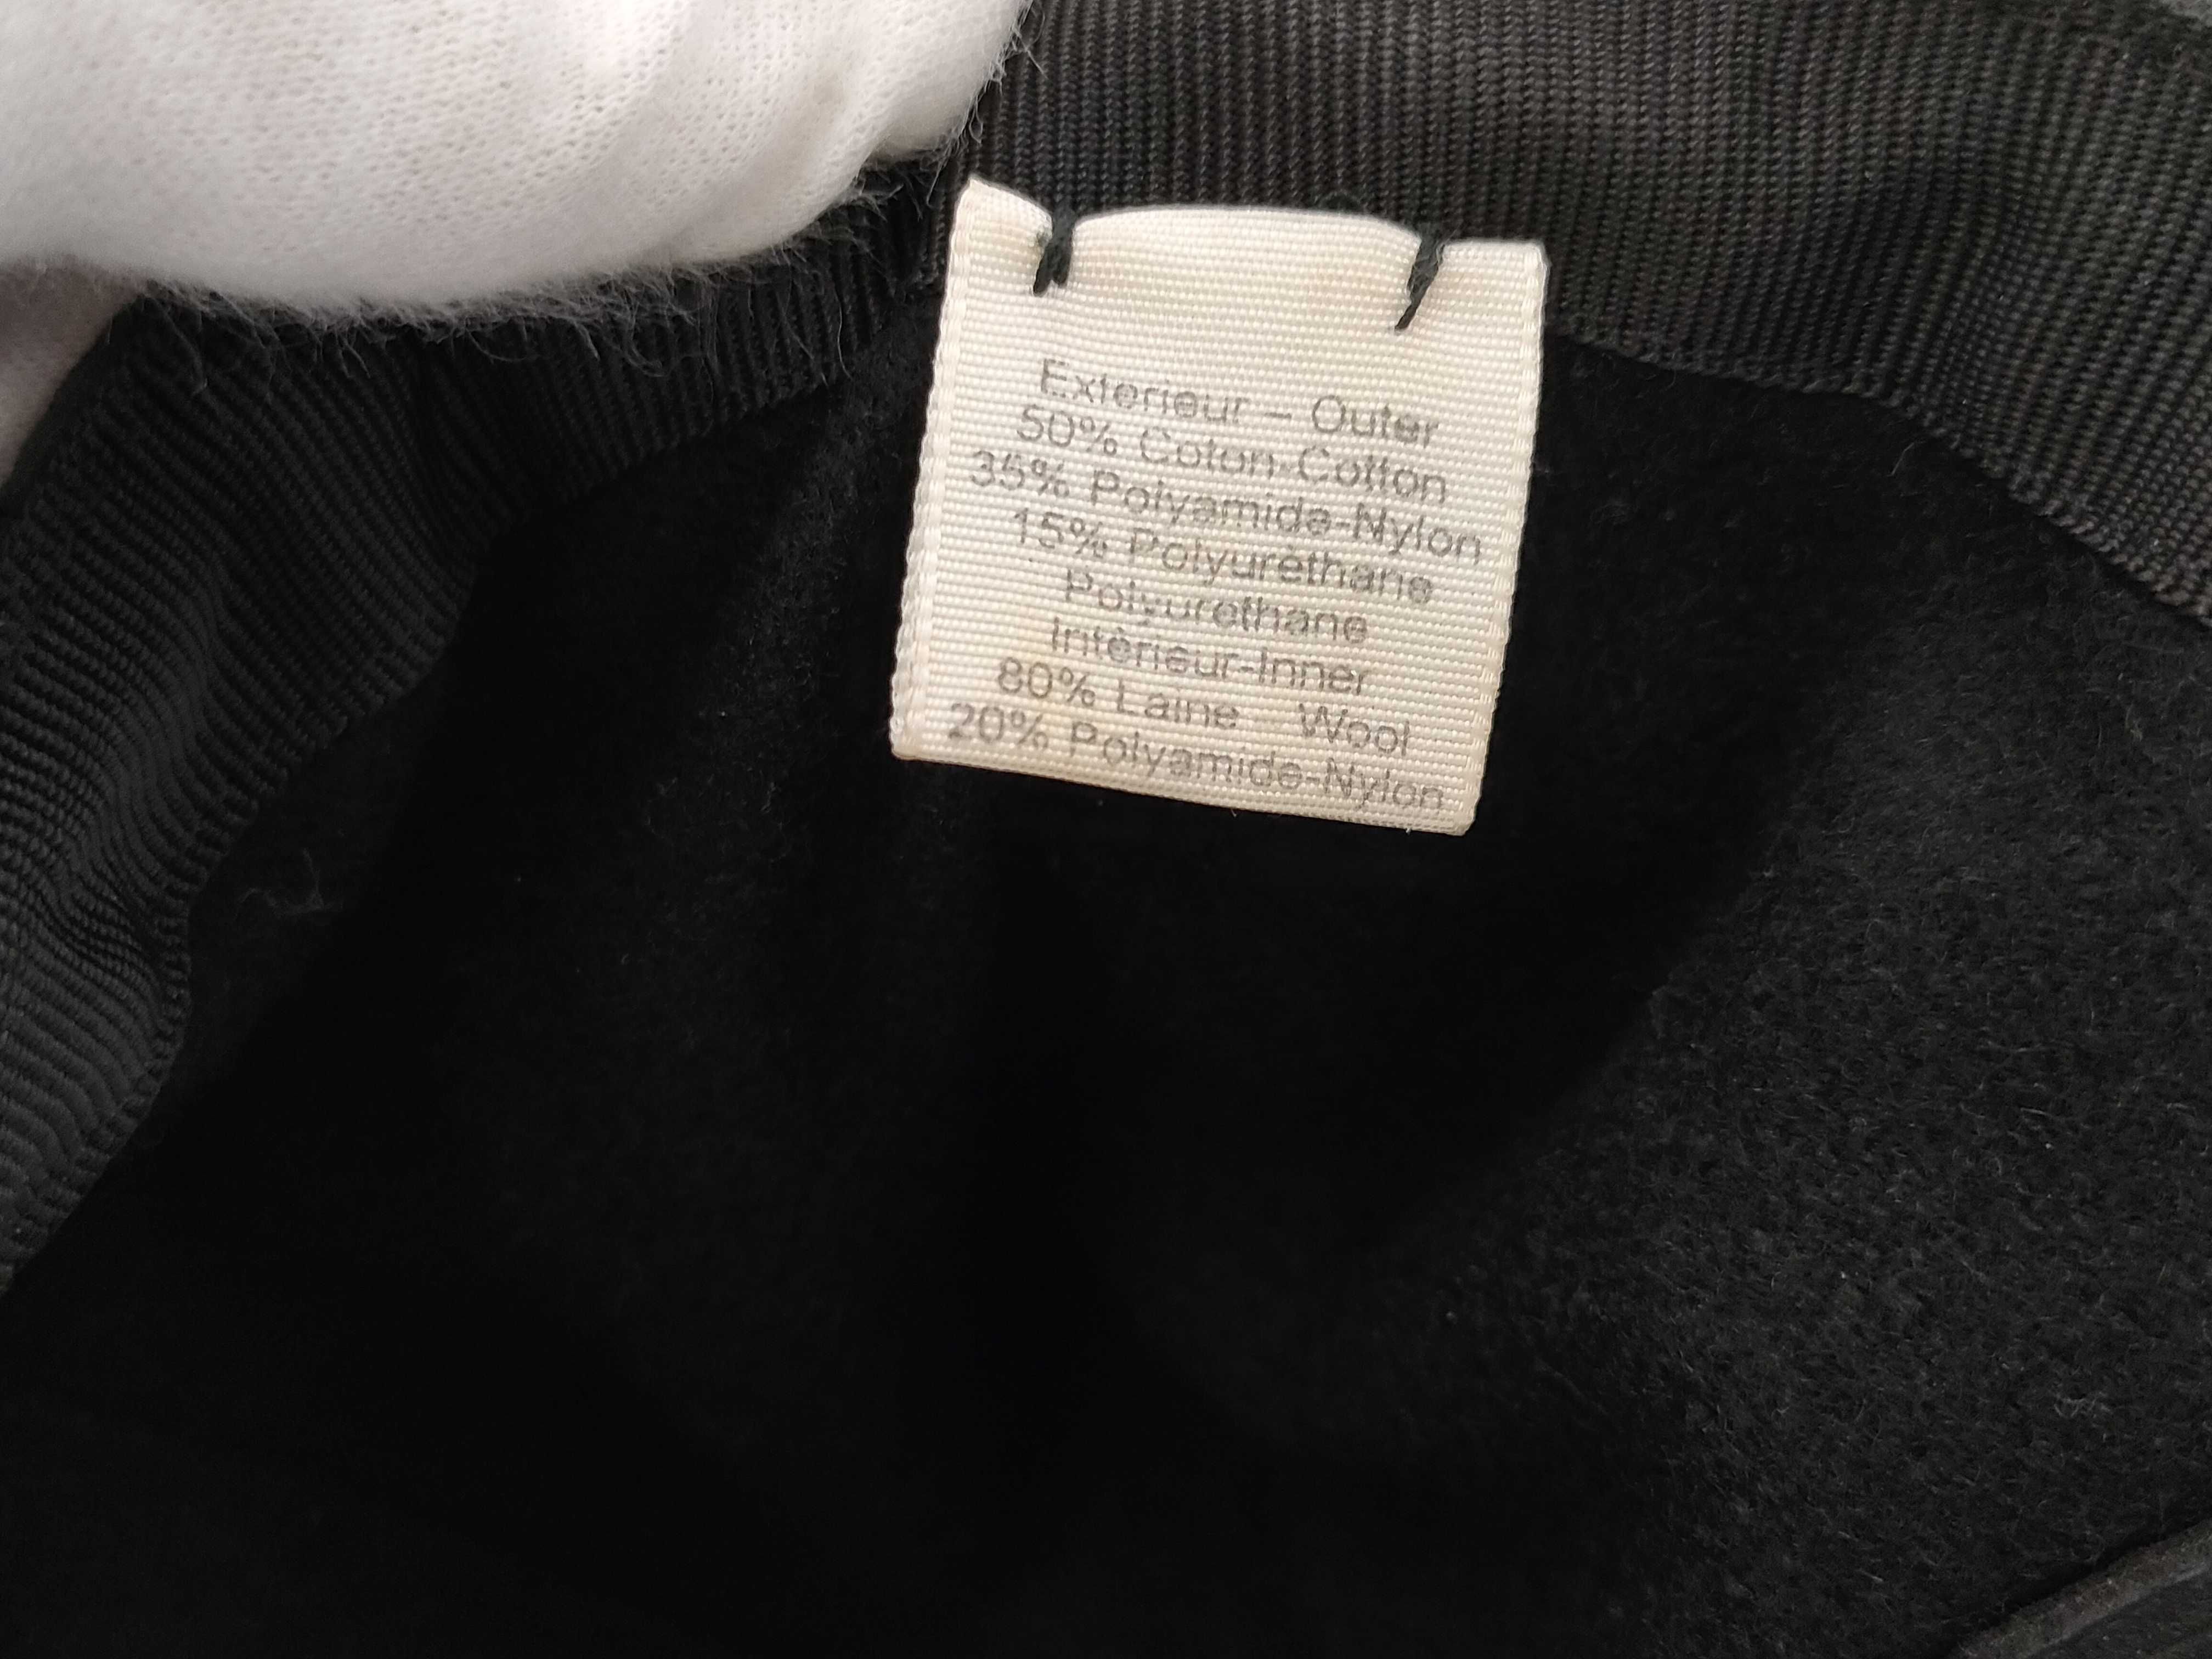 Exterieur – Outer
50% Coton-Cotton
35% Polyamide-Nylon
15% Polyuréthane
Polyurethane
Intérieur-Inner
80% Laine - Wool
20% Polyamide-Nylon